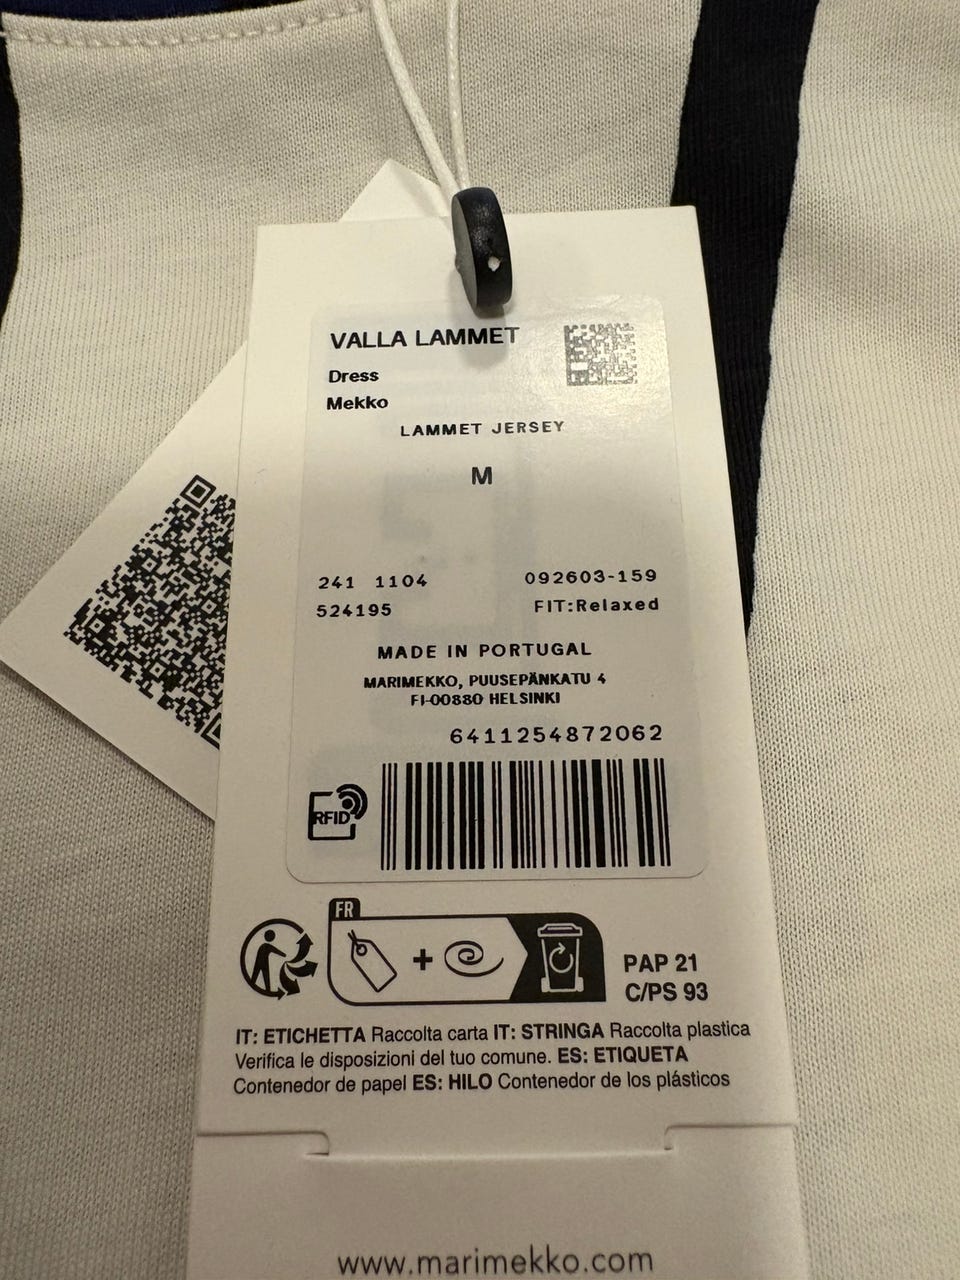 VALLA LAMMET
Dress
Mekko
LAMMET JERSEY
M
241 1104 092603-159
524195 FIT:Relaxed
MADE IN PORTUGAL
MARIMEKKO, PUUSEPÄNKATU 4
FI-00880 HELSINKI
6411254872062
RFID
FR
PAP 21
C/PS 93
IT: ETICHETTA Raccolta carta IT: STRINGA Raccolta plastica
Verifica le disposizioni del tuo comune. ES: ETIQUETA
Contenedor de papel ES: HILO Contenedor de los plásticos
www.marimekko.com